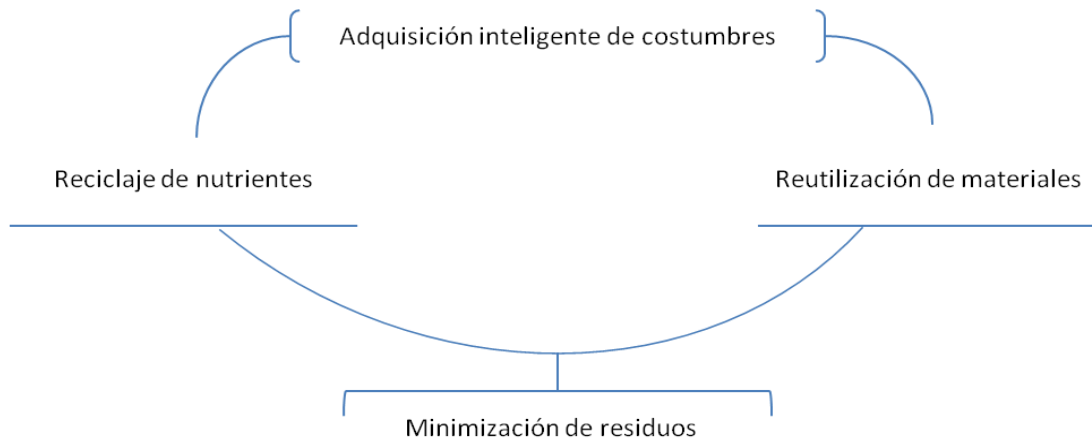 Adquisición inteligente de costumbres
Reciclaje de nutrientes
Reutilización de materiales
Minimización de residuos